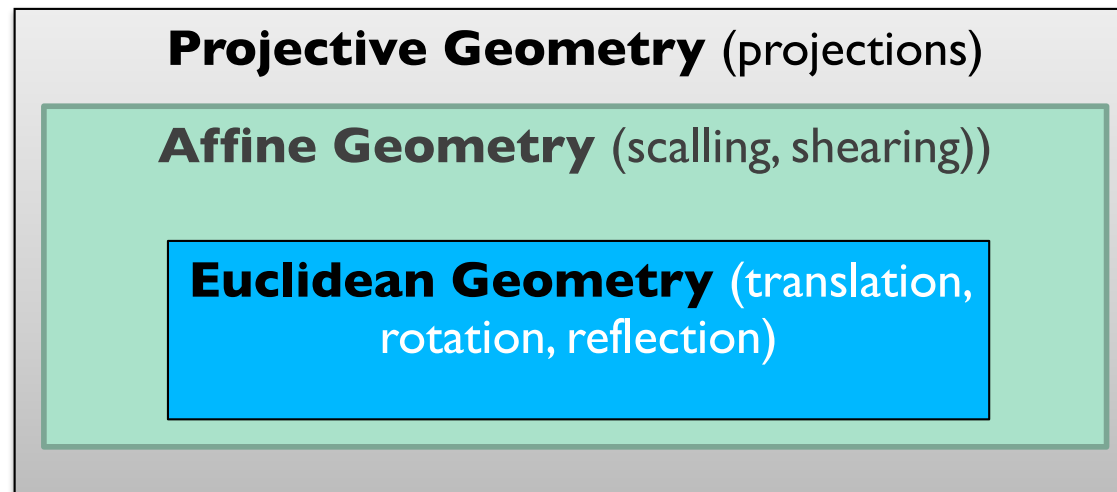 Projective Geometry (projections)
Affine Geometry (scalling, shearing))
Euclidean Geometry (translation,
rotation, reflection)